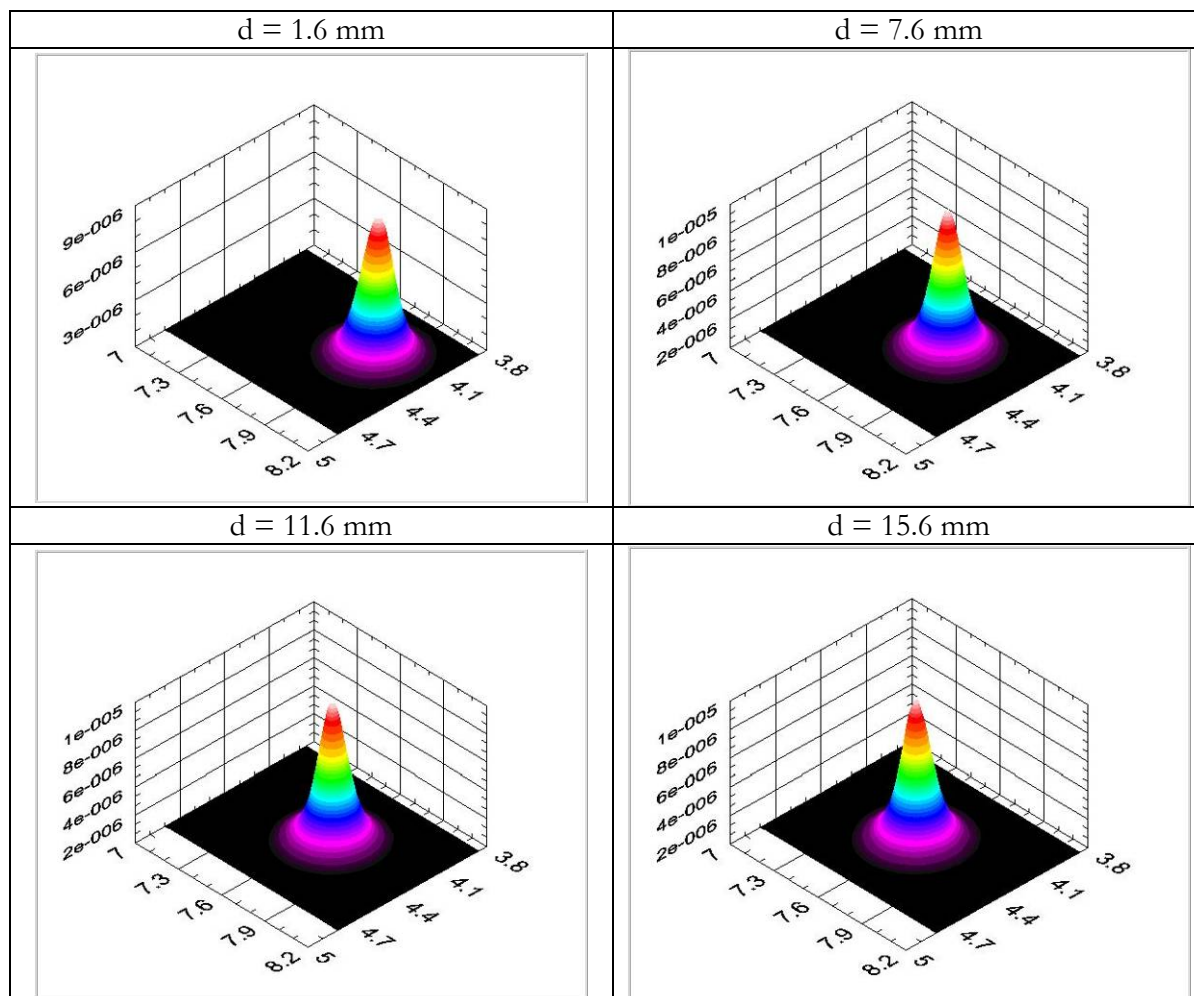 d = 1.6 mm
d = 7.6 mm
9e-006
6e-006
3e-006
7
7.3
7.6
7.9
8.2
5
4.7
4.4
4.1
3.8
1e-005
8e-006
6e-006
4e-006
2e-006
7
7.3
7.6
7.9
8.2
5
4.7
4.4
4.1
3.8
d = 11.6 mm
d = 15.6 mm
1e-005
8e-006
6e-006
4e-006
2e-006
7
7.3
7.6
7.9
8.2
5
4.7
4.4
4.1
3.8
1e-005
8e-006
6e-006
4e-006
2e-006
7
7.3
7.6
7.9
8.2
5
4.7
4.4
4.1
3.8